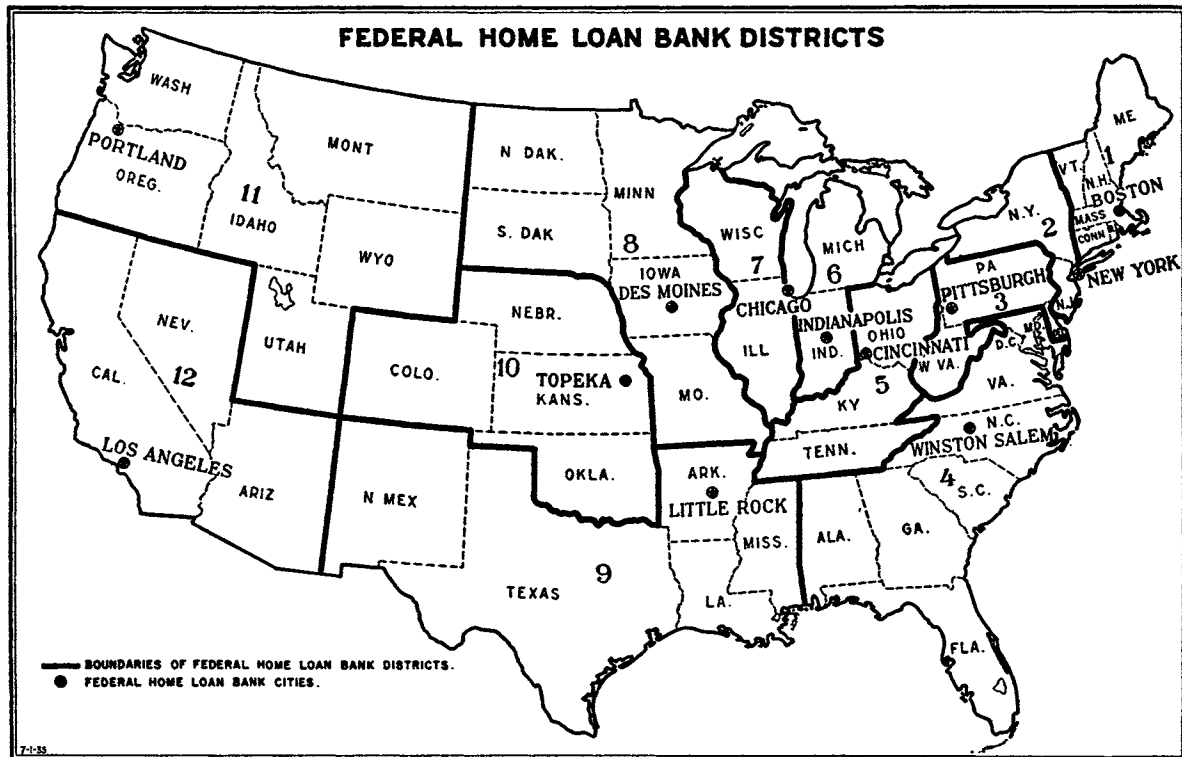 FEDERAL HOME LOAN BANK DISTRICTS
WASH
PORTLAND
OREG.
MONT
11
IDAHO
WYO
N DAK.
S. DAK
MINN
8
IOWA
DES MOINES
WISC
7
MICH
6
CHICAGO
ILL
INDIANAPOLIS
IND.
OHIO
CINCINNATI
5
KY
W VA.
PA
PITTSBURGH
3
N.Y.
2
NEW YORK
N.J.
VT.
N.H.
1
ME
BOSTON
MASS
CONN
R.I.
MD.
D.C.
VA.
NEV.
CAL.
12
UTAH
LOS ANGELES
ARIZ
COLO.
NEBR.
10
TOPEKA
KANS.
MO.
OKLA.
N MEX
TEXAS
9
ARK.
LITTLE ROCK
LA.
MISS.
TENN.
ALA.
GA.
N.C.
WINSTON SALEM
4
S.C.
FLA.
BOUNDARIES OF FEDERAL HOME LOAN BANK DISTRICTS.
FEDERAL HOME LOAN BANK CITIES.
7-1-35